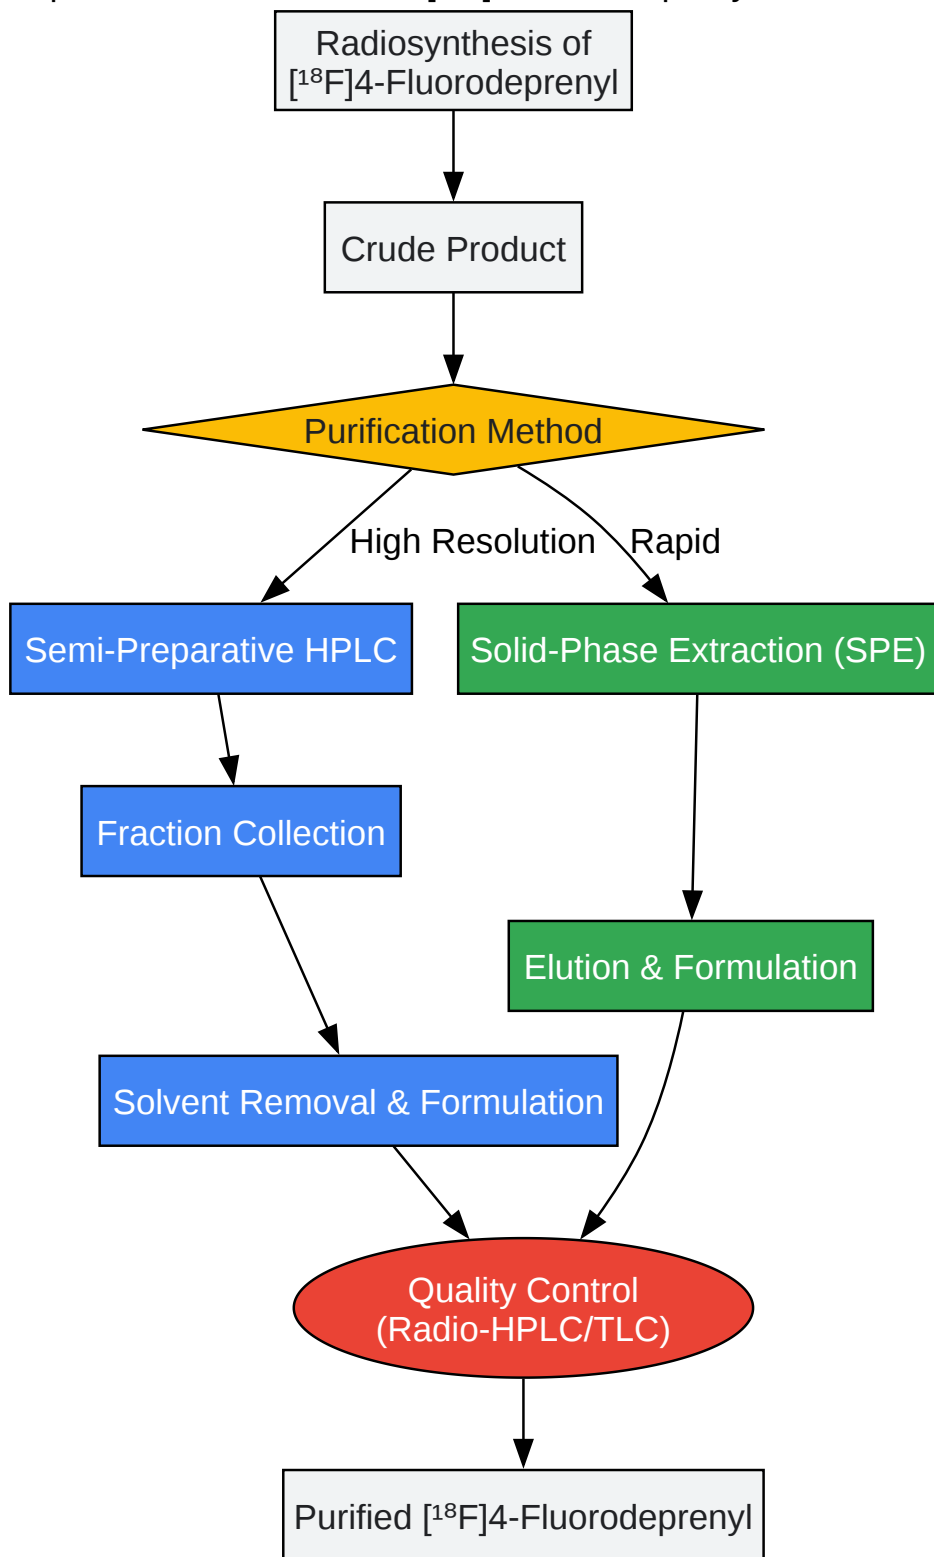 Radiosynthesis of
[¹⁸F]4-Fluorodeprenyl
Crude Product
Purification Method
High Resolution
Rapid
Semi-Preparative HPLC
Solid-Phase Extraction (SPE)
Fraction Collection
Elution & Formulation
Solvent Removal & Formulation
Quality Control
(Radio-HPLC/TLC)
Purified [¹⁸F]4-Fluorodeprenyl